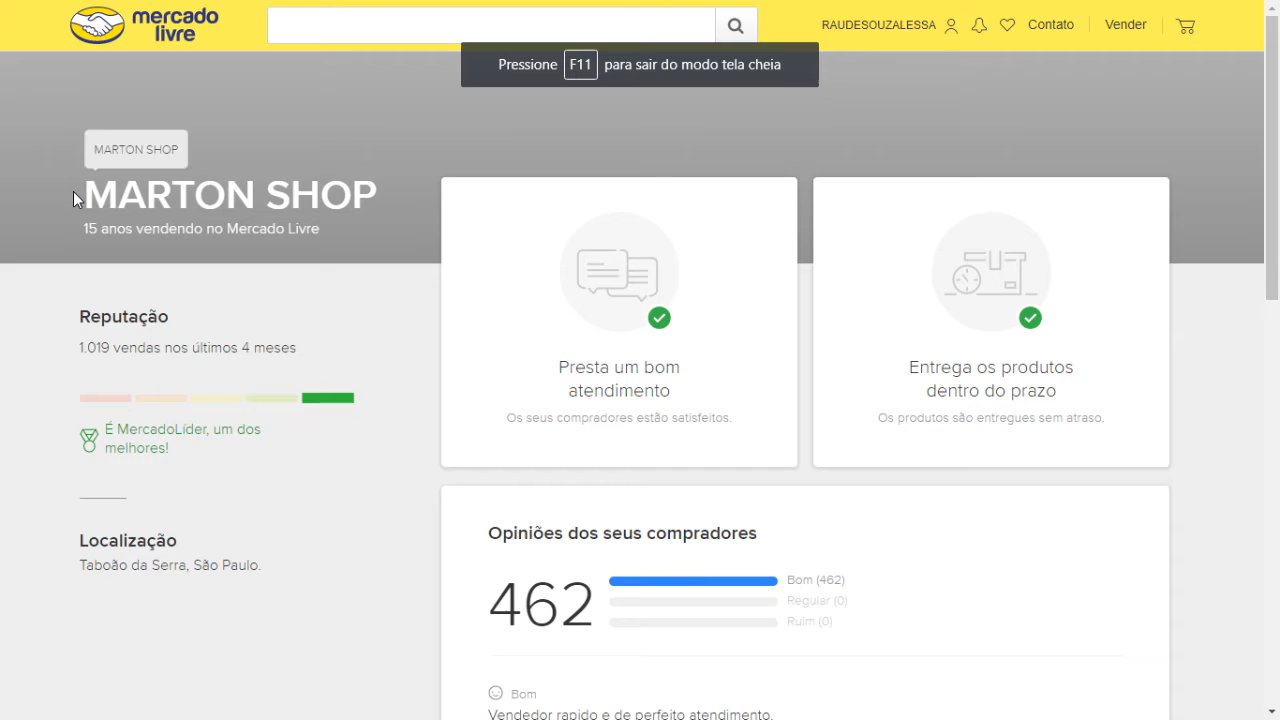 mercado
livre
RAUDESOUZALESSA
Contato
Vender
Pressione F11 para sair do modo tela cheia
MARTON SHOP
MARTON SHOP
15 anos vendendo no Mercado Livre
Reputação
1.019 vendas nos últimos 4 meses
É MercadoLíder, um dos
melhores!
Localização
Taboão da Serra, São Paulo.
Presta um bom
atendimento
Os seus compradores estão satisfeitos.
Entrega os produtos
dentro do prazo
Os produtos são entregues sem atraso.
Opiniões dos seus compradores
462
Bom (462)
Regular (0)
Ruim (0)
Bom
Vendedor rapido e de perfeito atendimento.